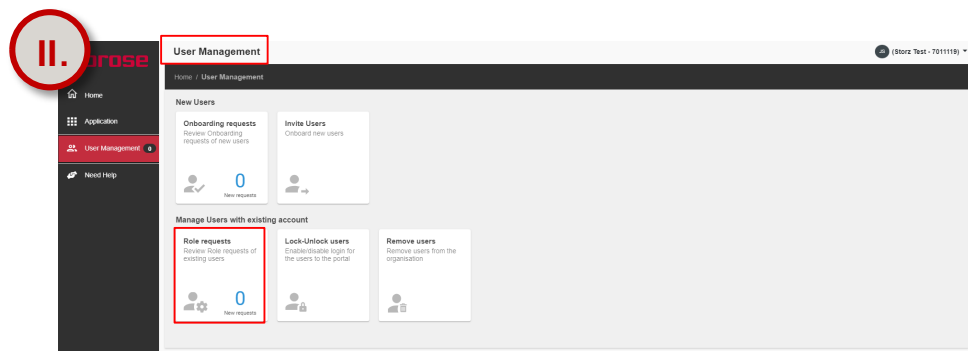 II.
rose
User Management
JS (Storz Test - 7011119)
Home / User Management
Home
Application
User Management 0
Need Help
New Users
Onboarding requests
Review Onboarding
requests of new users
0
New requests
Invite Users
Onboard new users
Manage Users with existing account
Role requests
Review Role requests of
existing users
0
New requests
Lock-Unlock users
Enable/disable login for
the users to the portal
Remove users
Remove users from the
organisation